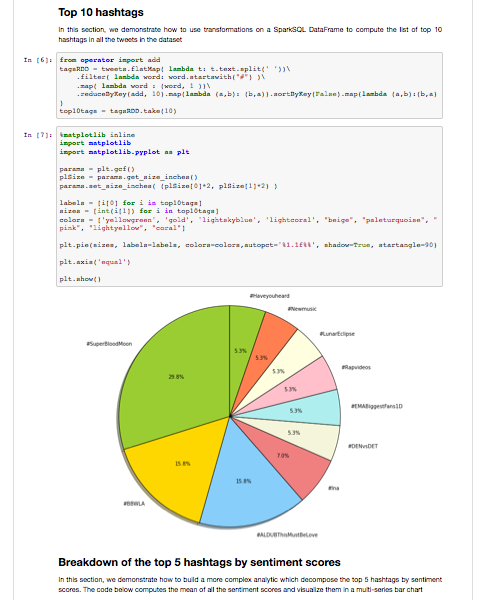 Top 10 hashtags
In this section, we demonstrate how to use transformations on a SparkSQL DataFrame to compute the list of top 10
hashtags in all the tweets in the dataset
In [6]: from operator import add
tagsRDD = tweets.flatMap( lambda t: t.text.split(' '))\
.filter( lambda word: word.startswith("#") )\
.map( lambda word : (word, 1 ))\
.reduceByKey(add, 10).map(lambda (a,b): (b,a)).sortByKey(False).map(lambda (a,b):(b,a)
)
top10tags = tagsRDD.take(10)
In [7]: %matplotlib inline
import matplotlib
import matplotlib.pyplot as plt
params = plt.gcf()
plSize = params.get_size_inches()
params.set_size_inches( (plSize[0]*2, plSize[1]*2) )
labels = [i[0] for i in top10tags]
sizes = [int(i[1]) for i in top10tags]
colors = ['yellowgreen', 'gold', 'lightskyblue', 'lightcoral', "beige", "paleturquoise", "
pink", "lightyellow", "coral"]
plt.pie(sizes, labels=labels, colors=colors,autopct='%1.1f%%', shadow=True, startangle=90)
plt.axis('equal')
plt.show()
#Haveyouheard
#Newmusic
#LunarEclipse
#SuperBloodMoon
5.3%
5.3%
5.3%
#Rapvideos
29.8%
5.3%
#EMABiggestFans1D
5.3%
5.3%
#DENvsDET
7.0%
15.8%
15.8%
#ina
#BBWLA
#ALDUBThisMustBeLove
Breakdown of the top 5 hashtags by sentiment scores
In this section, we demonstrate how to build a more complex analytic which decompose the top 5 hashtags by sentiment
scores. The code below computes the mean of all the sentiment scores and visualize them in a multi-series bar chart